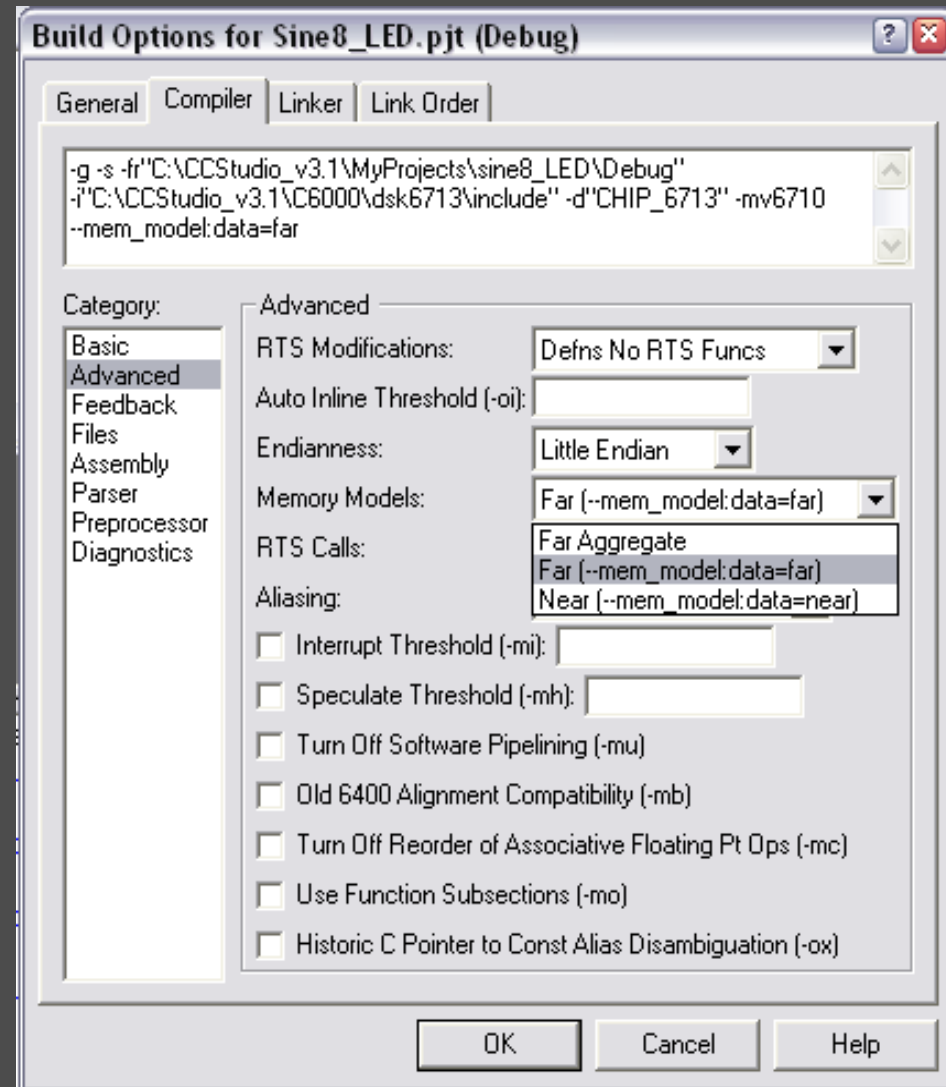 Build Options for Sine8_LED.pjt (Debug)
General Compiler Linker Link Order
-g -s -fr"C:\CCStudio_v3.1\MyProjects\sine8_LED\Debug"
-i"C:\CCStudio_v3.1\C6000\dsk6713\include" -d"CHIP_6713" -mv6710
--mem_model:data=far
Category:
Basic
Advanced
Feedback
Files
Assembly
Parser
Preprocessor
Diagnostics
Advanced
RTS Modifications: Defns No RTS Funcs
Auto Inline Threshold (-oi):
Endianness: Little Endian
Memory Models: Far (--mem_model:data=far)
Far Aggregate
Far (--mem_model:data=far)
Near (--mem_model:data=near)
RTS Calls:
Aliasing:
Interrupt Threshold (-mi):
Speculate Threshold (-mh):
Turn Off Software Pipelining (-mu)
Old 6400 Alignment Compatibility (-mb)
Turn Off Reorder of Associative Floating Pt Ops (-mc)
Use Function Subsections (-mo)
Historic C Pointer to Const Alias Disambiguation (-ox)
OK Cancel Help